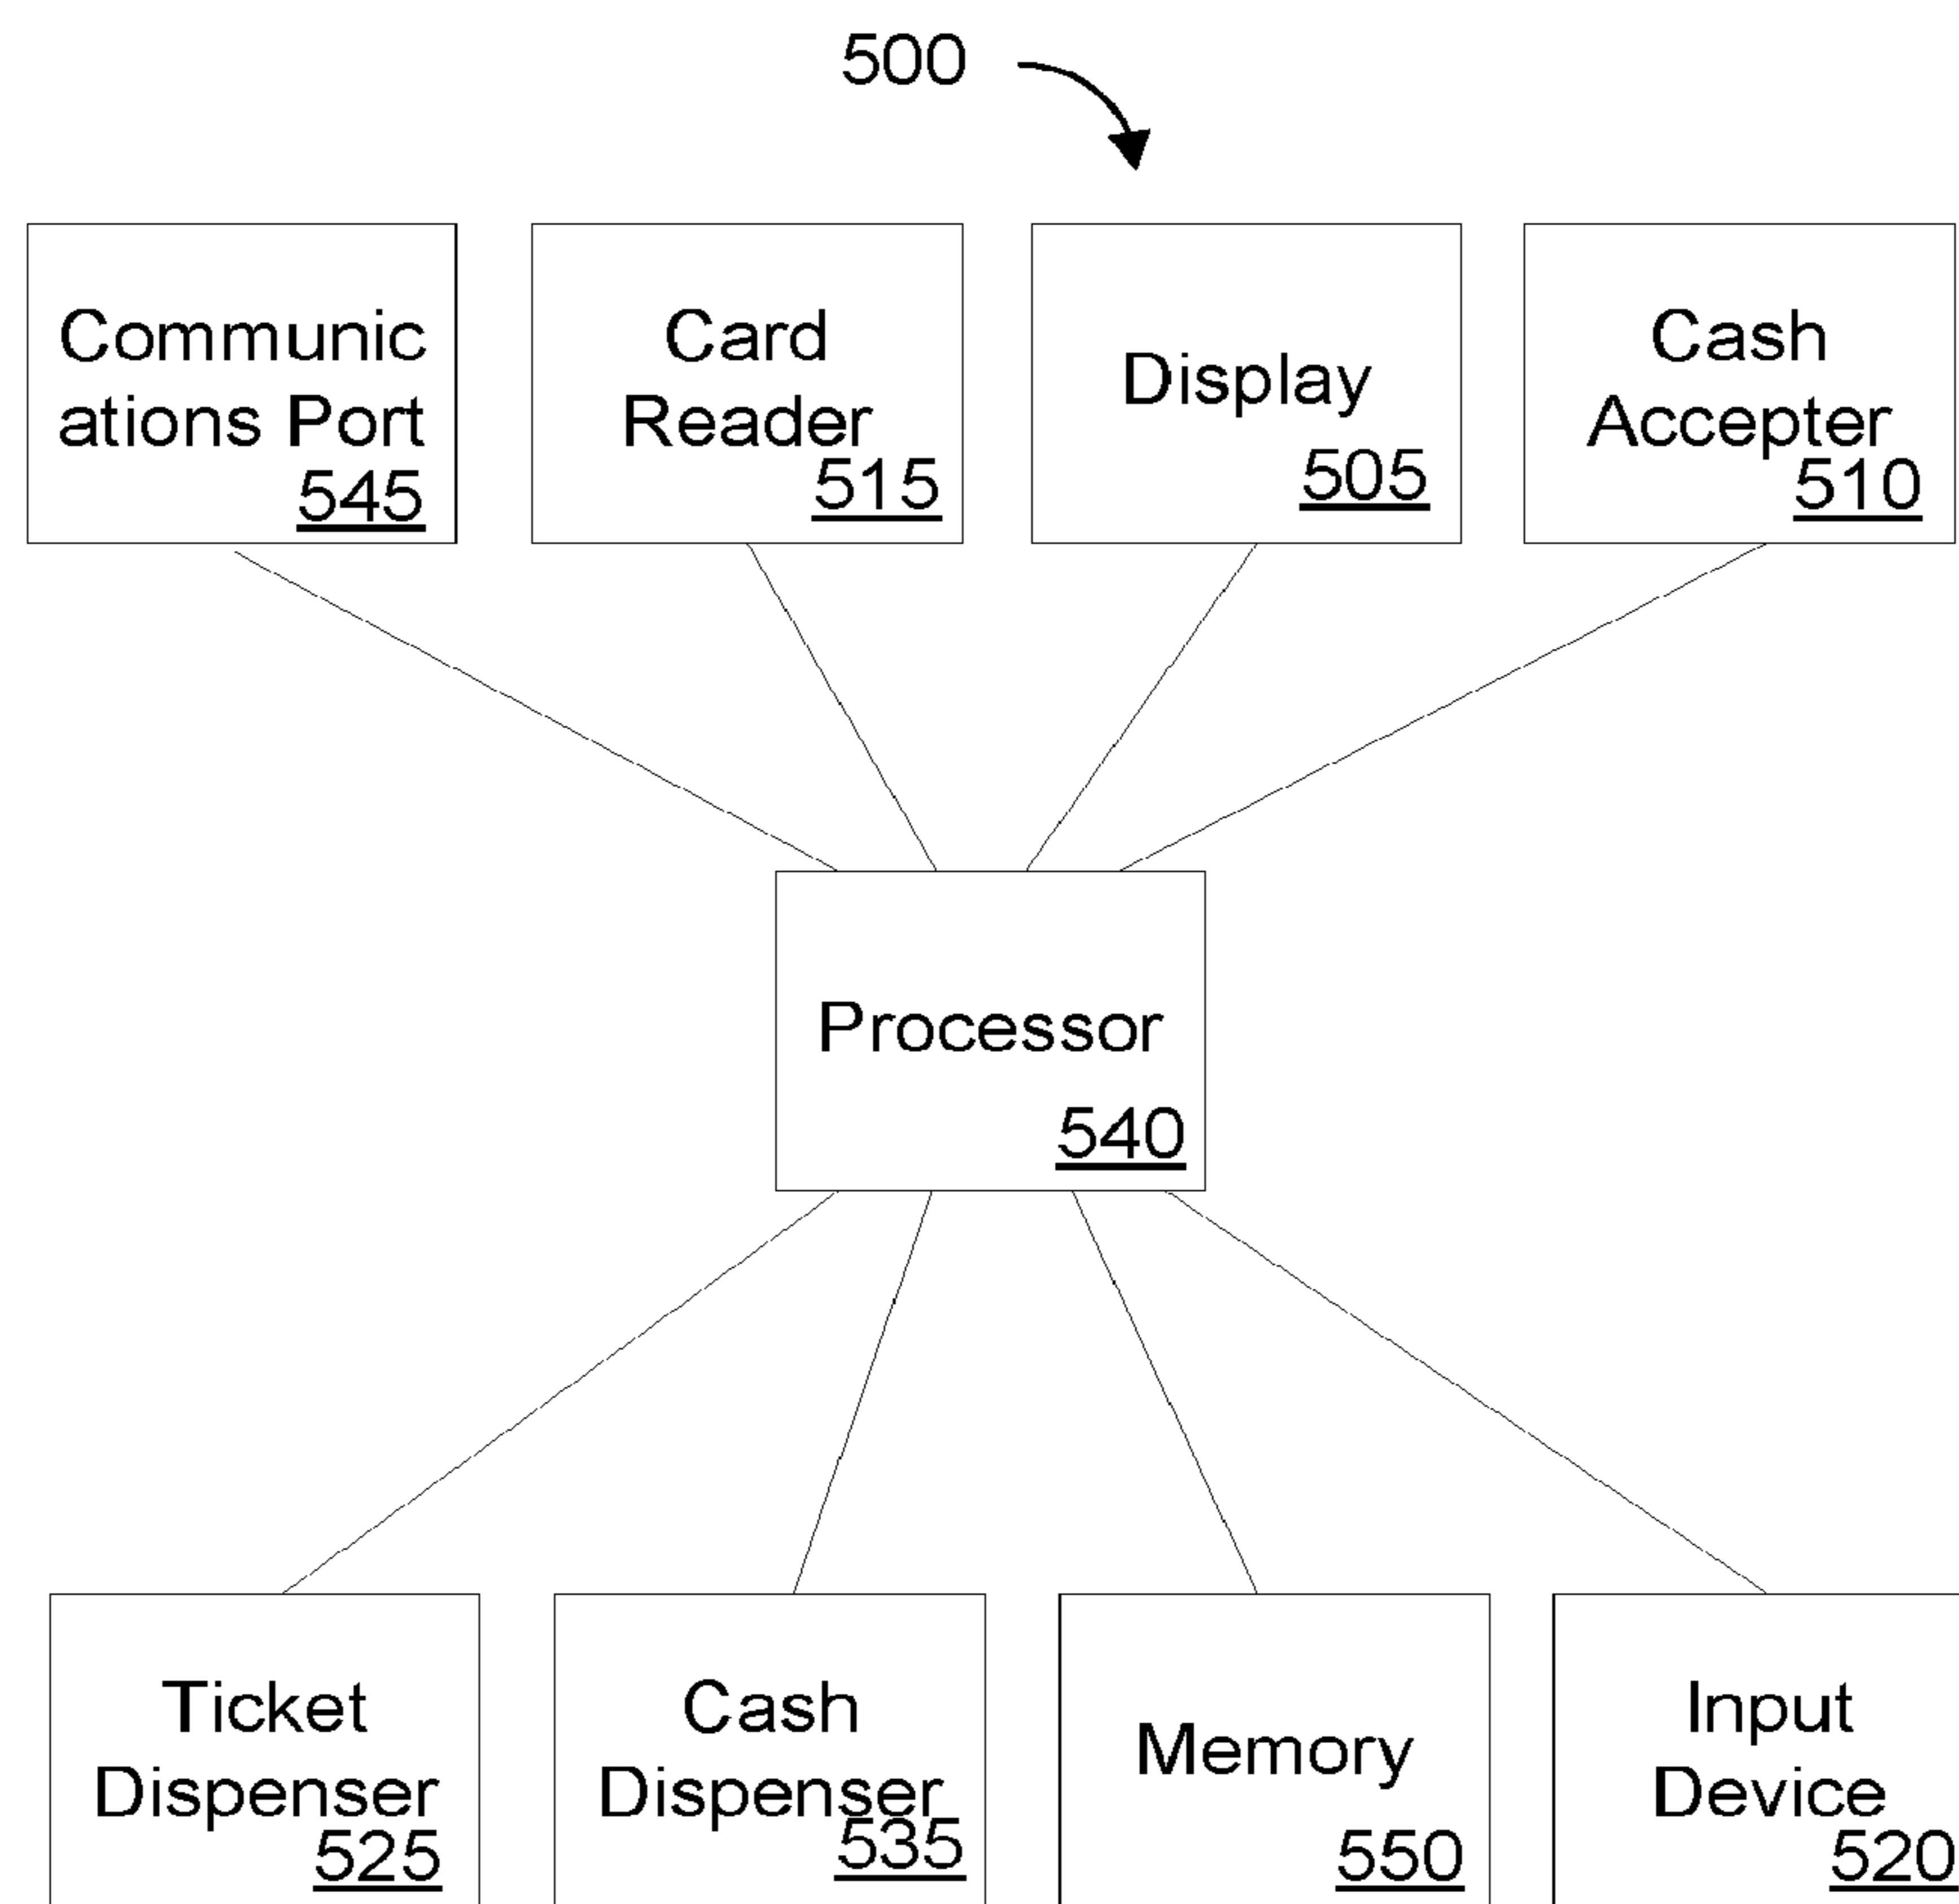 500
Communic
ations Port
545
Card
Reader
515
Display
505
Cash
Accepter
510
Processor
540
Ticket
Dispenser
525
Cash
Dispenser
535
Memory
550
Input
Device
520